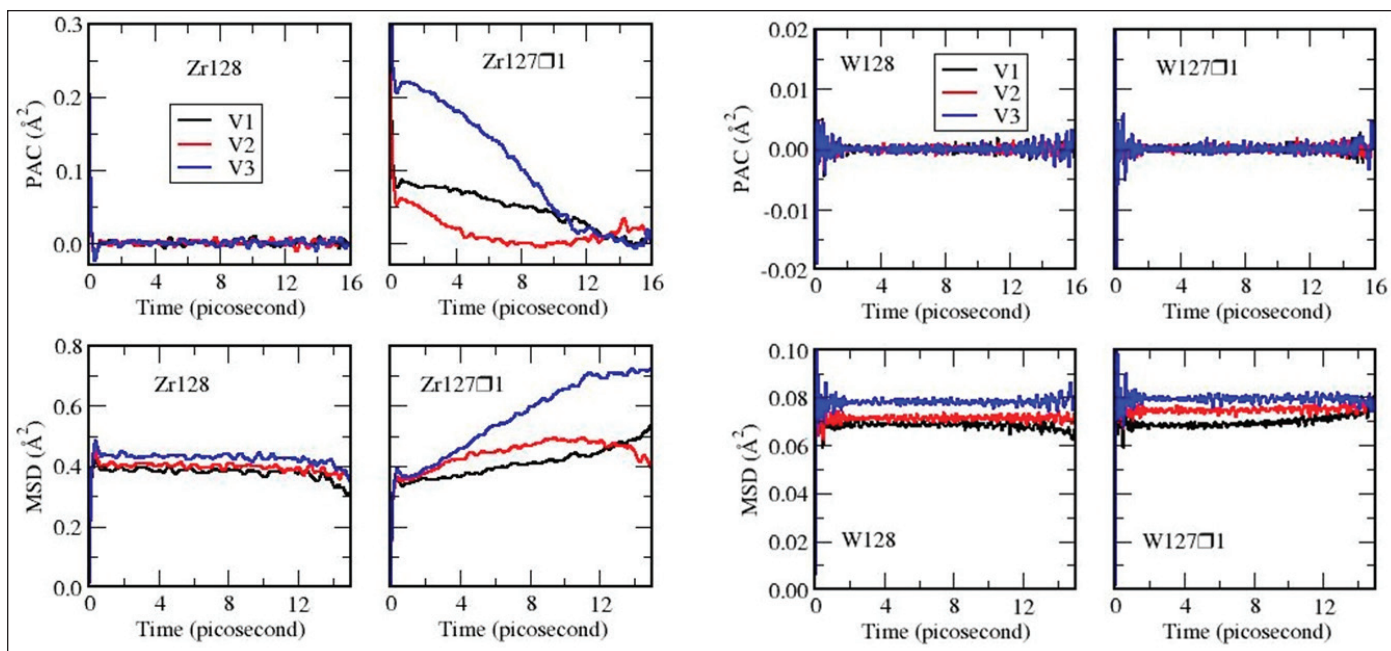 0.3
0.2
0.1
0.0
PAC (Å²)
Zr128
V1
V2
V3
0 4 8 12 16
Time (picosecond)
Zr127❒1
0 4 8 12 16
Time (picosecond)
0.02
0.01
0.00
-0.01
-0.02
PAC (Å²)
W128
V1
V2
V3
0 4 8 12 16
Time (picosecond)
W127❒1
0 4 8 12 16
Time (picosecond)
0.8
0.6
0.4
0.2
0.0
MSD (Å²)
Zr128
0 4 8 12
Time (picosecond)
Zr127❒1
0 4 8 12
Time (picosecond)
0.10
0.08
0.06
0.04
0.02
0.00
MSD (Å²)
W128
0 4 8 12
Time (picosecond)
W127❒1
0 4 8 12
Time (picosecond)